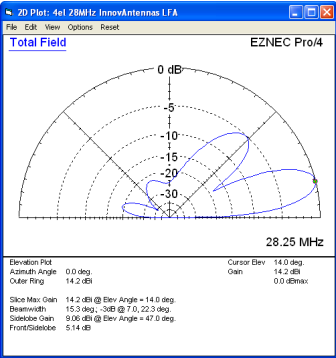 2D Plot: 4el 28MHz InnovAntennas LFA
File Edit View Options Reset
Total Field
EZNEC Pro/4
0 dB
-5
-10
-15
-20
-30
28.25 MHz
Elevation Plot
Azimuth Angle 0.0 deg.
Outer Ring 14.2 dBi
Cursor Elev 14.0 deg.
Gain 14.2 dBi
0.0 dBmax
Slice Max Gain 14.2 dBi @ Elev Angle = 14.0 deg.
Beamwidth 15.3 deg.; -3dB @ 7.0, 22.3 deg.
Sidelobe Gain 9.06 dBi @ Elev Angle = 47.0 deg.
Front/Sidelobe 5.14 dB